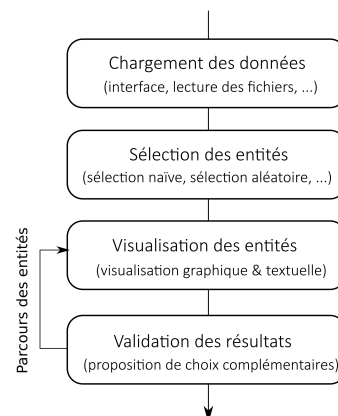 Chargement des données
(interface, lecture des fichiers, ...)
Sélection des entités
(sélection naïve, sélection aléatoire, ...)
Visualisation des entités
(visualisation graphique & textuelle)
Validation des résultats
(proposition de choix complémentaires)
Parcours des entités